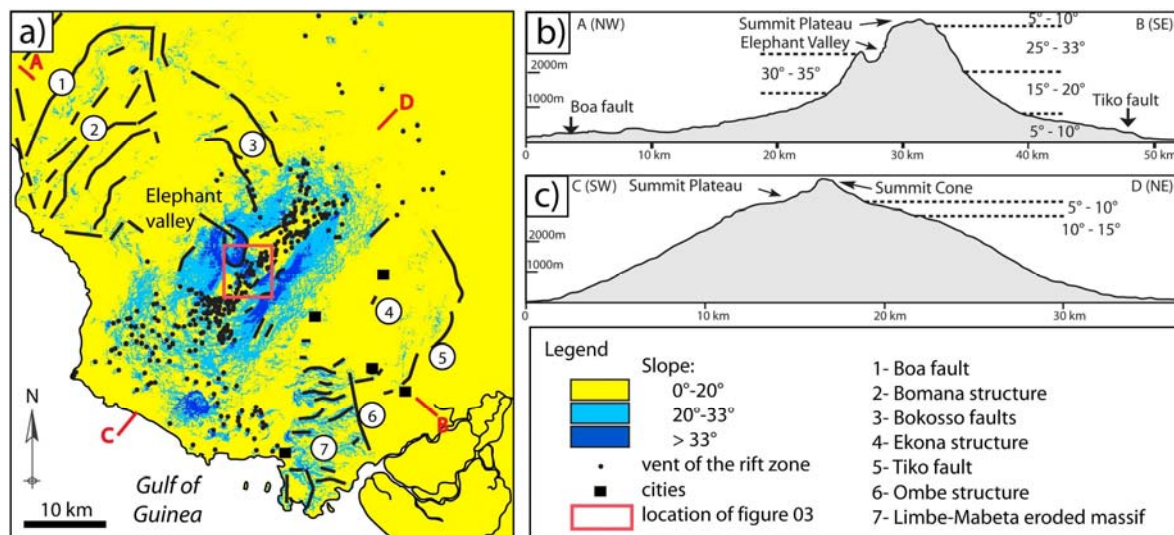 a)
A
1
2
D
3
Elephant
valley
4
5
6
7
B
C
N
10 km
Gulf of
Guinea
b)
A (NW)
B (SE)
Summit Plateau
5° - 10°
Elephant Valley
25° - 33°
2000m
30° - 35°
15° - 20°
1000m
Boa fault
Tiko fault
5° - 10°
0
10 km
20 km
30 km
40 km
50 km
c)
C (SW)
Summit Plateau
Summit Cone
D (NE)
5° - 10°
10° - 15°
2000m
1000m
10 km
20 km
30 km
Legend
Slope:
0°-20°
20°-33°
> 33°
vent of the rift zone
cities
location of figure 03
1- Boa fault
2- Bomana structure
3- Bokosso faults
4- Ekona structure
5- Tiko fault
6- Ombe structure
7- Limbe-Mabeta eroded massif